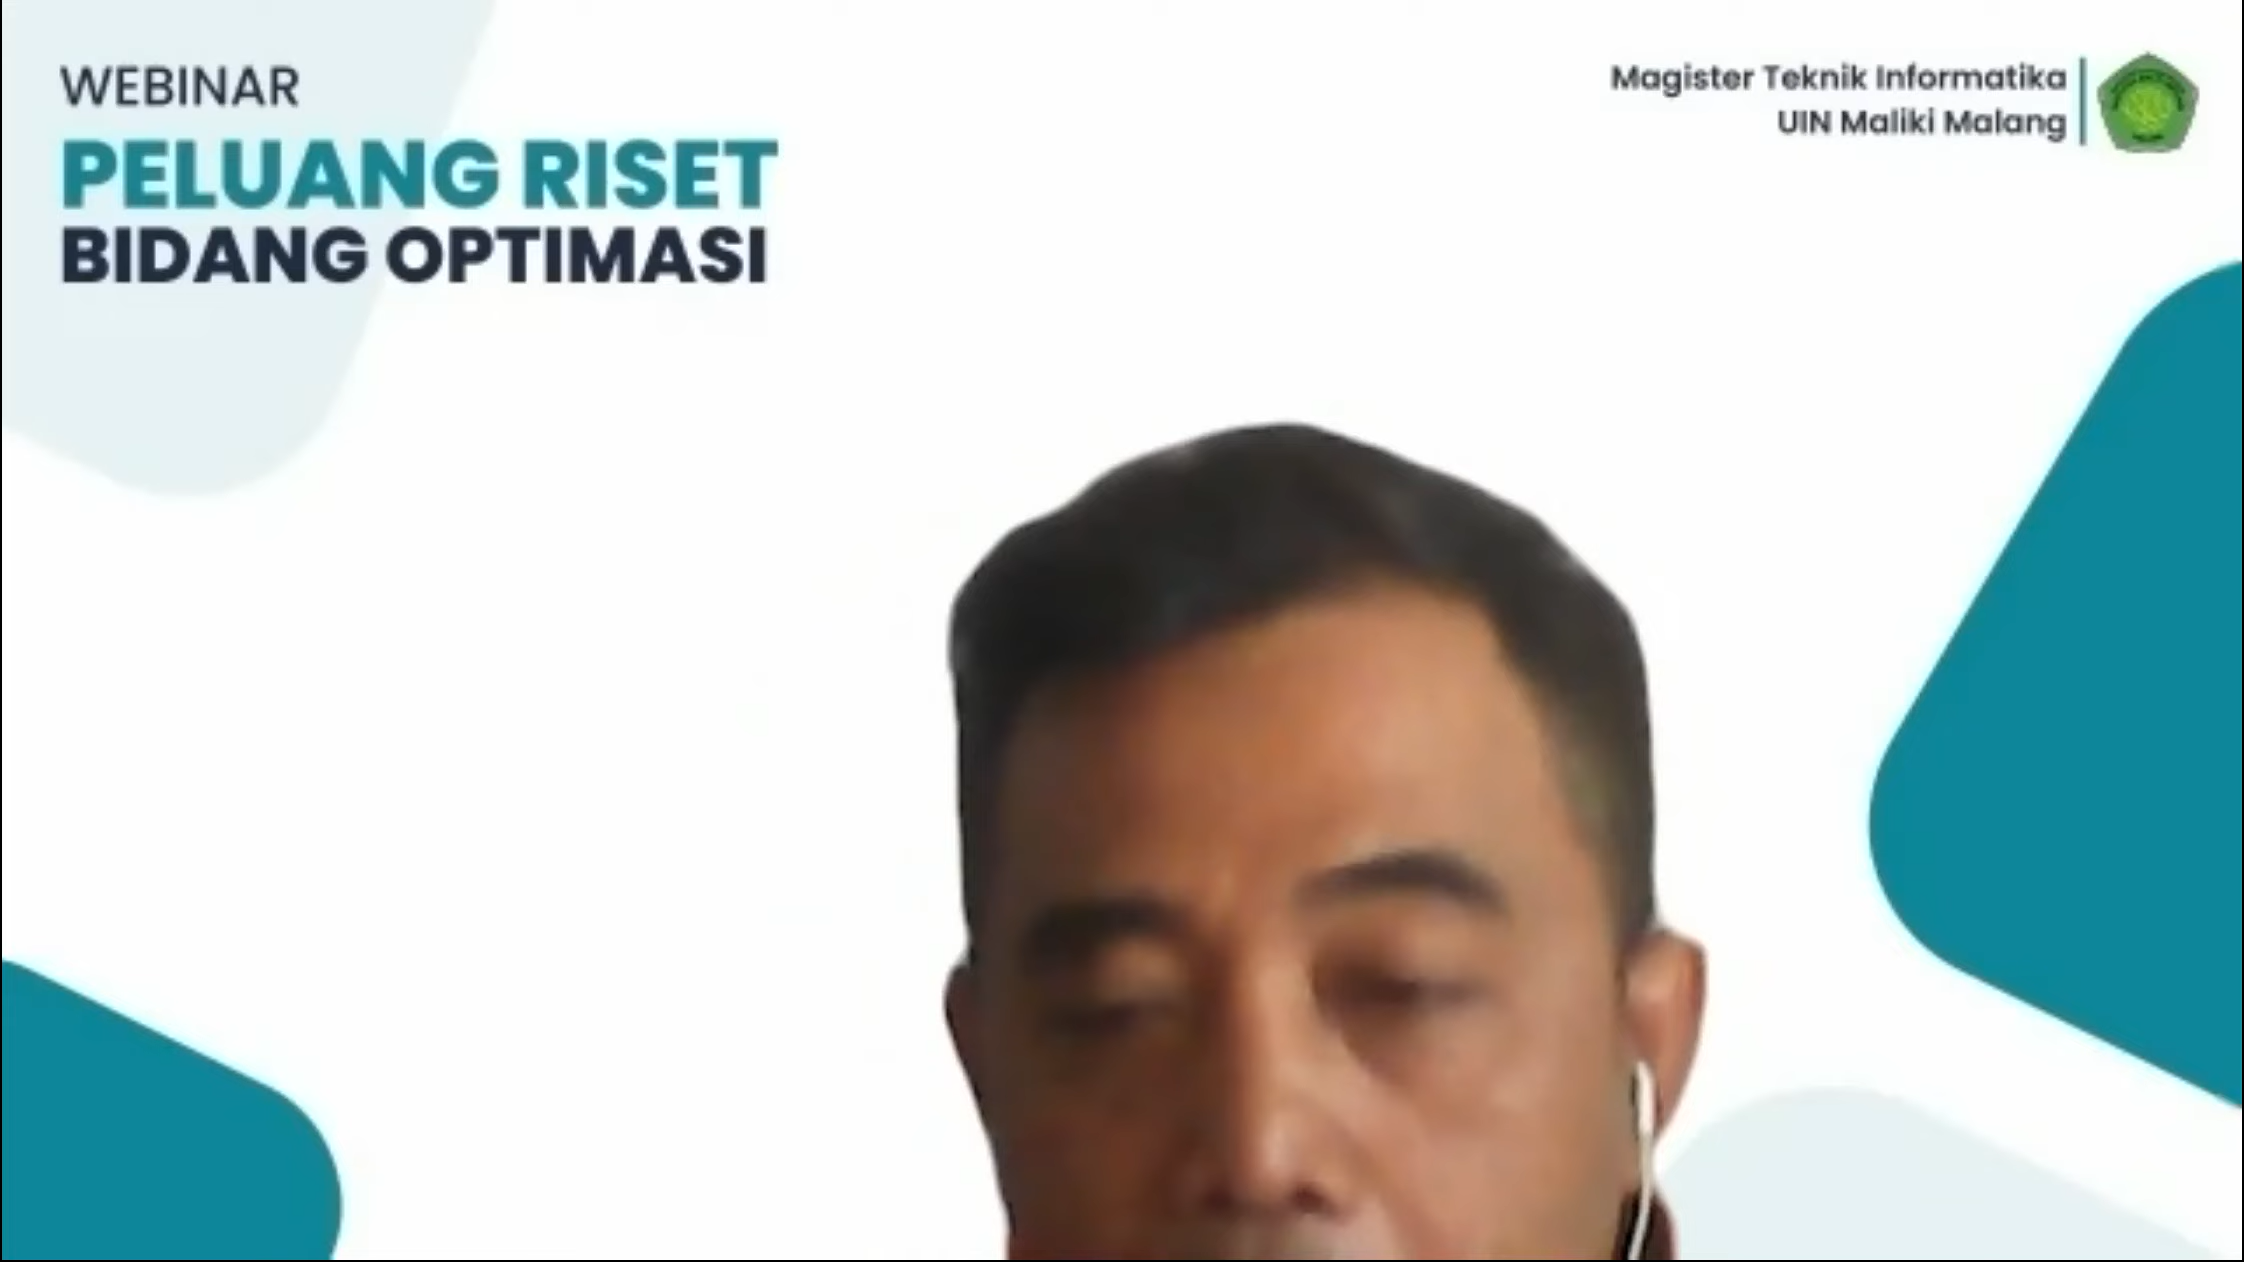 WEBINAR
PELUANG RISET
BIDANG OPTIMASI
Magister Teknik Informatika
UIN Maliki Malang